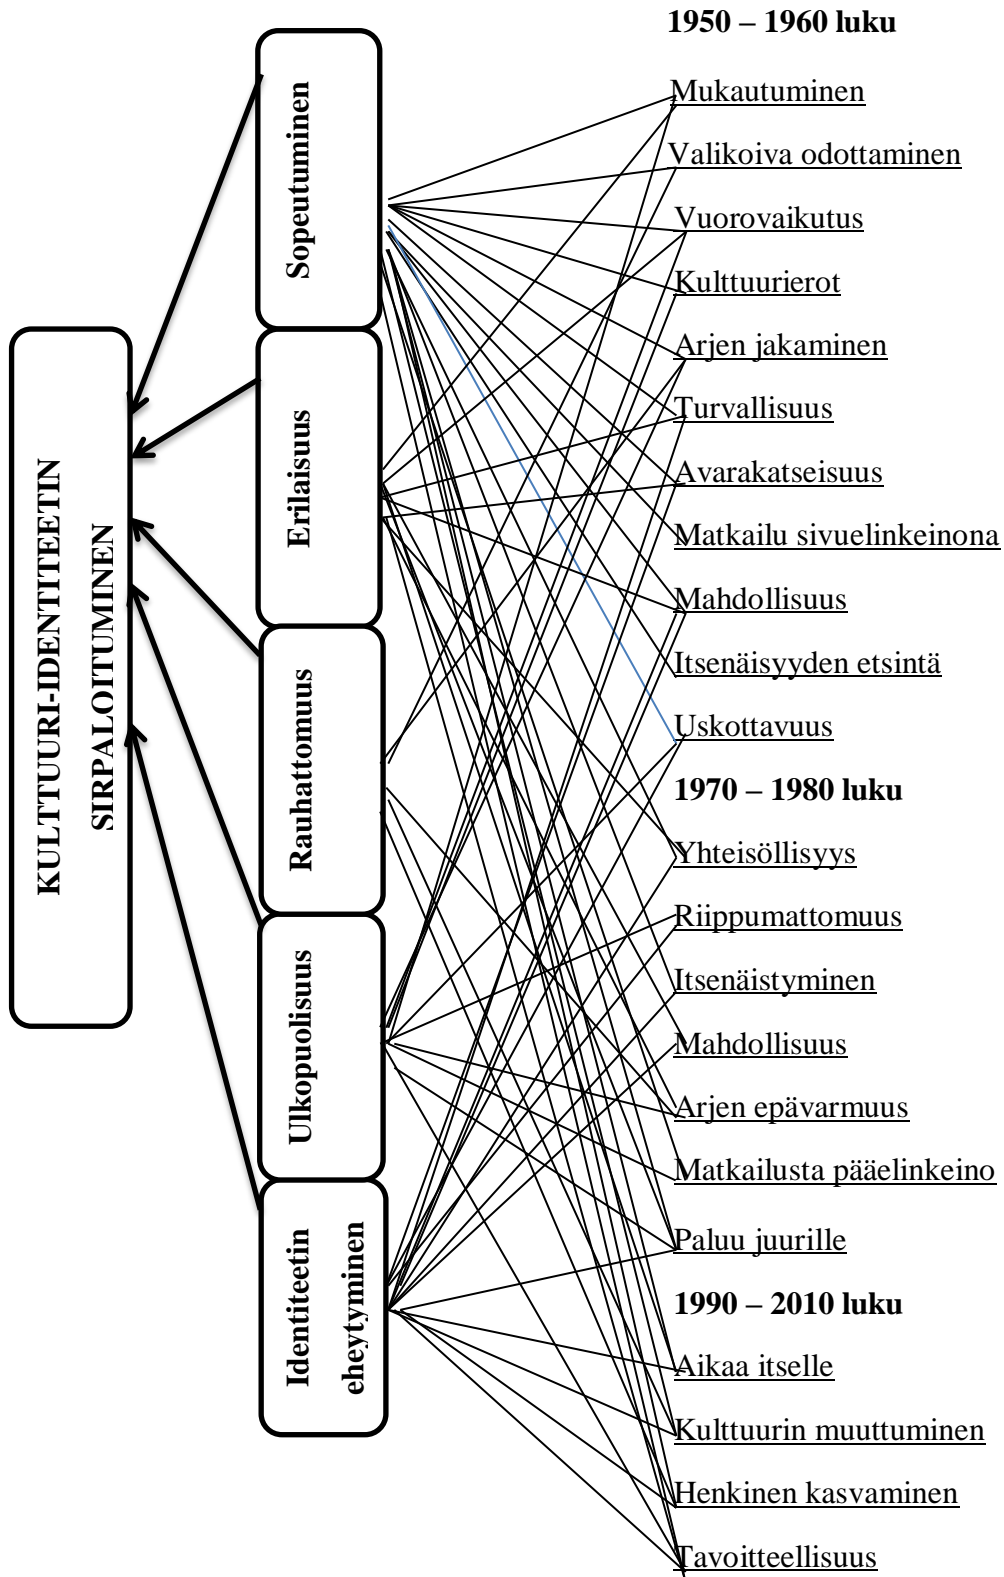 KULTTUURI-IDENTITEETIN
SIRPALOITUMINEN
Sopeutuminen
Erilaisuus
Rauhattomuus
Ulkopuolisuus
Identiteetin
eheytyminen
1950 – 1960 luku
Mukautuminen
Valikoiva odottaminen
Vuorovaikutus
Kulttuurierot
Arjen jakaminen
Turvallisuus
Avarakatseisuus
Matkailu sivuelinkeinona
Mahdollisuus
Itsenäisyyden etsintä
Uskottavuus
1970 – 1980 luku
Yhteisöllisyys
Riippumattomuus
Itsenäistyminen
Mahdollisuus
Arjen epävarmuus
Matkailusta pääelinkeino
Paluu juurille
1990 – 2010 luku
Aikaa itselle
Kulttuurin muuttuminen
Henkinen kasvaminen
Tavoitteellisuus